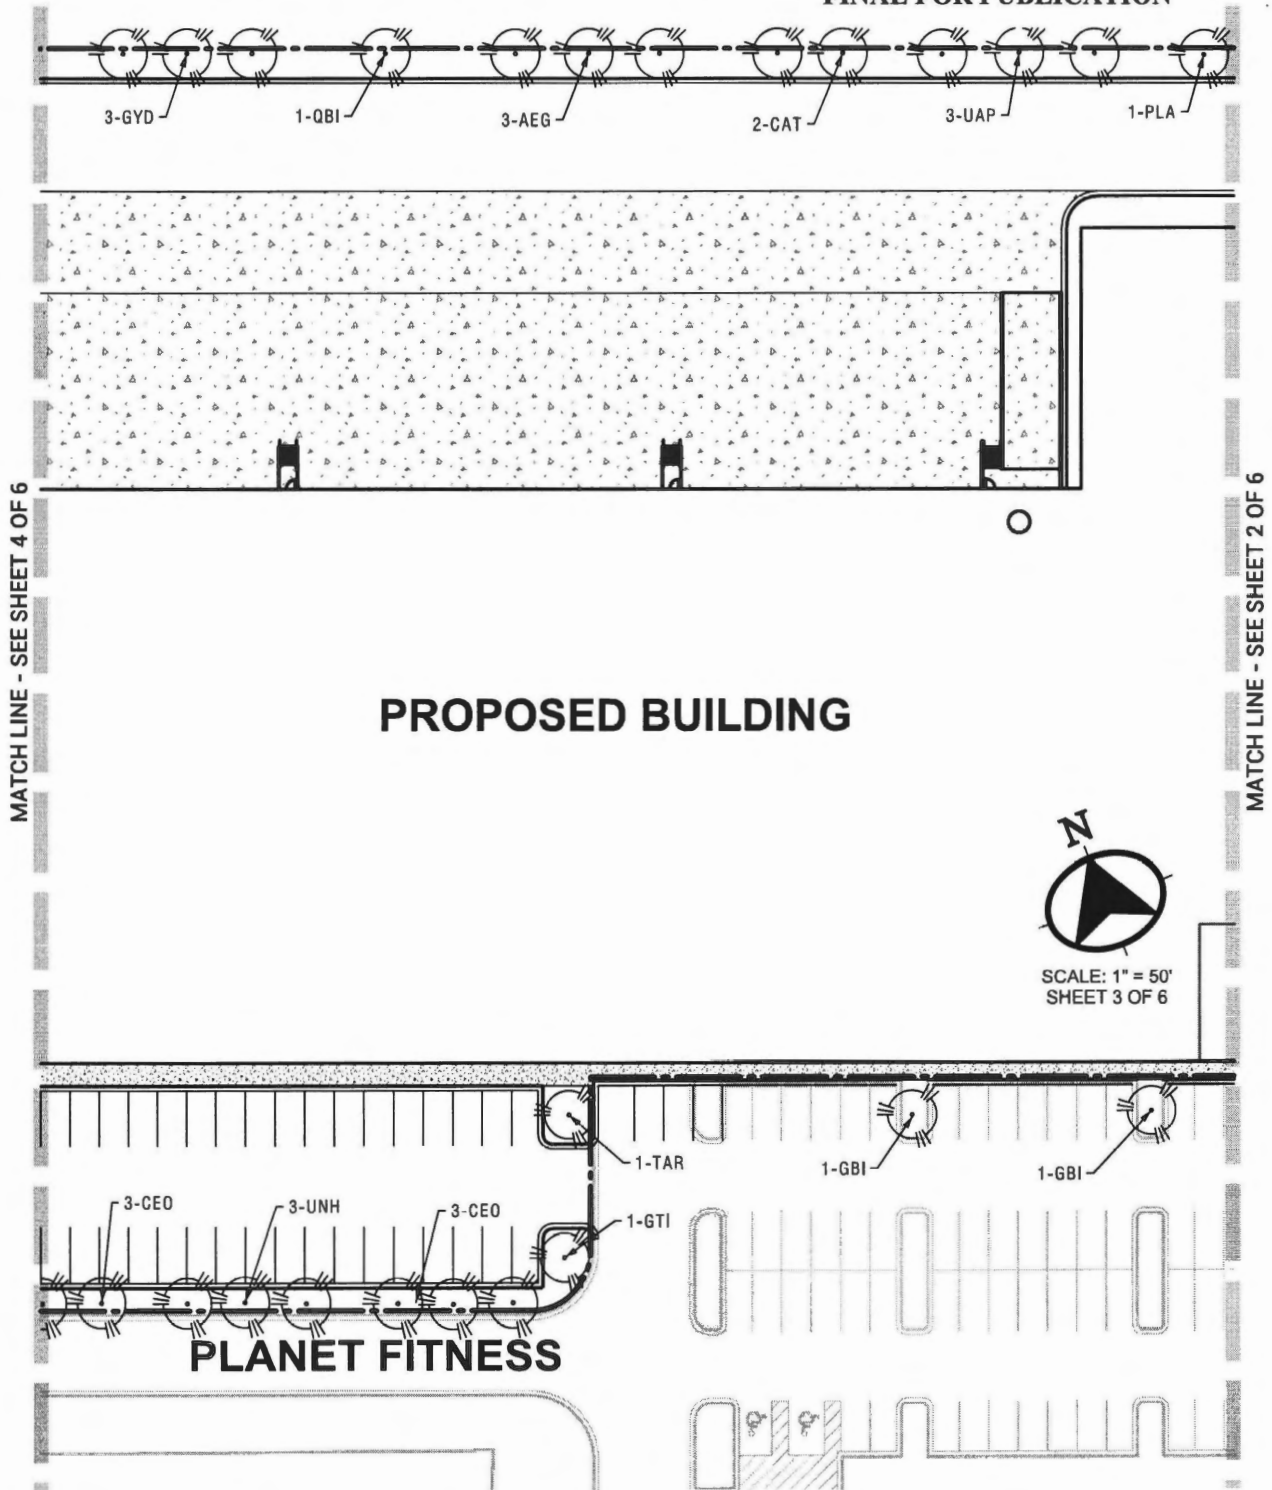 FINAL FOR PUBLICATION
3-GYD
1-QBI
3-AEG
2-CAT
3-UAP
1-PLA
MATCH LINE - SEE SHEET 4 OF 6
MATCH LINE - SEE SHEET 2 OF 6
PROPOSED BUILDING
N
SCALE: 1" = 50'
SHEET 3 OF 6
1-TAR
1-GBI
1-GBI
3-CEO
3-UNH
3-CEO
1-GTI
PLANET FITNESS